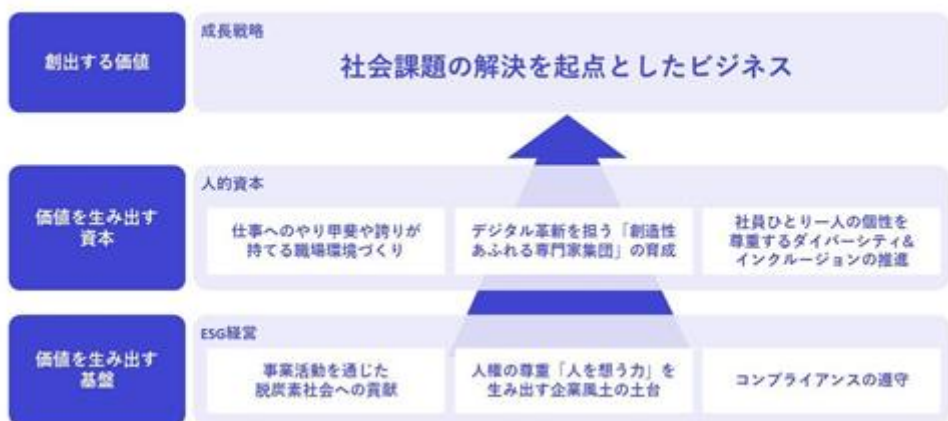 創出する価値
成長戦略
社会課題の解決を起点としたビジネス
価値を生み出す
資本
人的資本
仕事へのやり甲斐や誇りが
持てる職場環境づくり
デジタル革新を担う「創造性
あふれる専門家集団」の育成
社員ひとり一人の個性を
尊重するダイバーシティ&
インクルージョンの推進
価値を生み出す
基盤
ESG経営
事業活動を通じた
脱炭素社会への貢献
人権の尊重「人を想う力」を
生み出す企業風土の土台
コンプライアンスの遵守